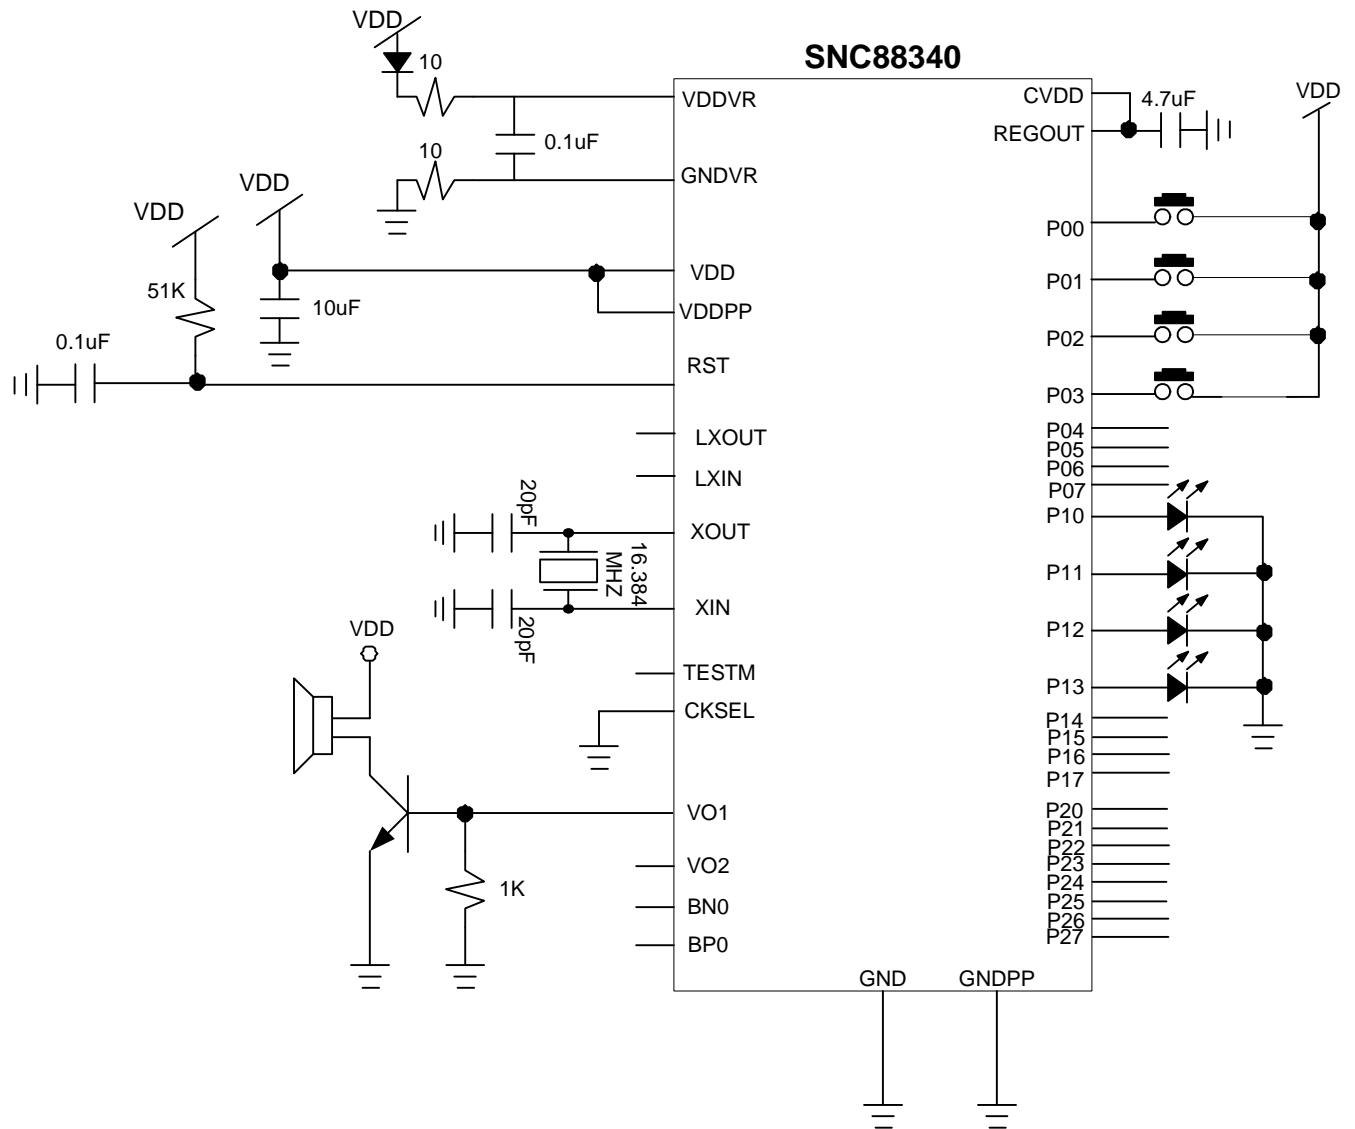 VDD
10
SNC88340
VDDVR
CVDD
4.7uF
VDD
REGOUT
0.1uF
10
GNDVR
VDD
VDD
P00
VDD
P01
51K
10uF
VDDPP
0.1uF
P02
RST
P03
LXOUT
P04
P05
P06
LXIN
P07
20pF
P10
XOUT
16.384
MHZ
P11
XIN
20pF
P12
VDD
TESTM
P13
CKSEL
P14
P15
P16
P17
VO1
P20
P21
P22
VO2
P23
1K
P24
BN0
P25
P26
BP0
P27
GND
GNDPP